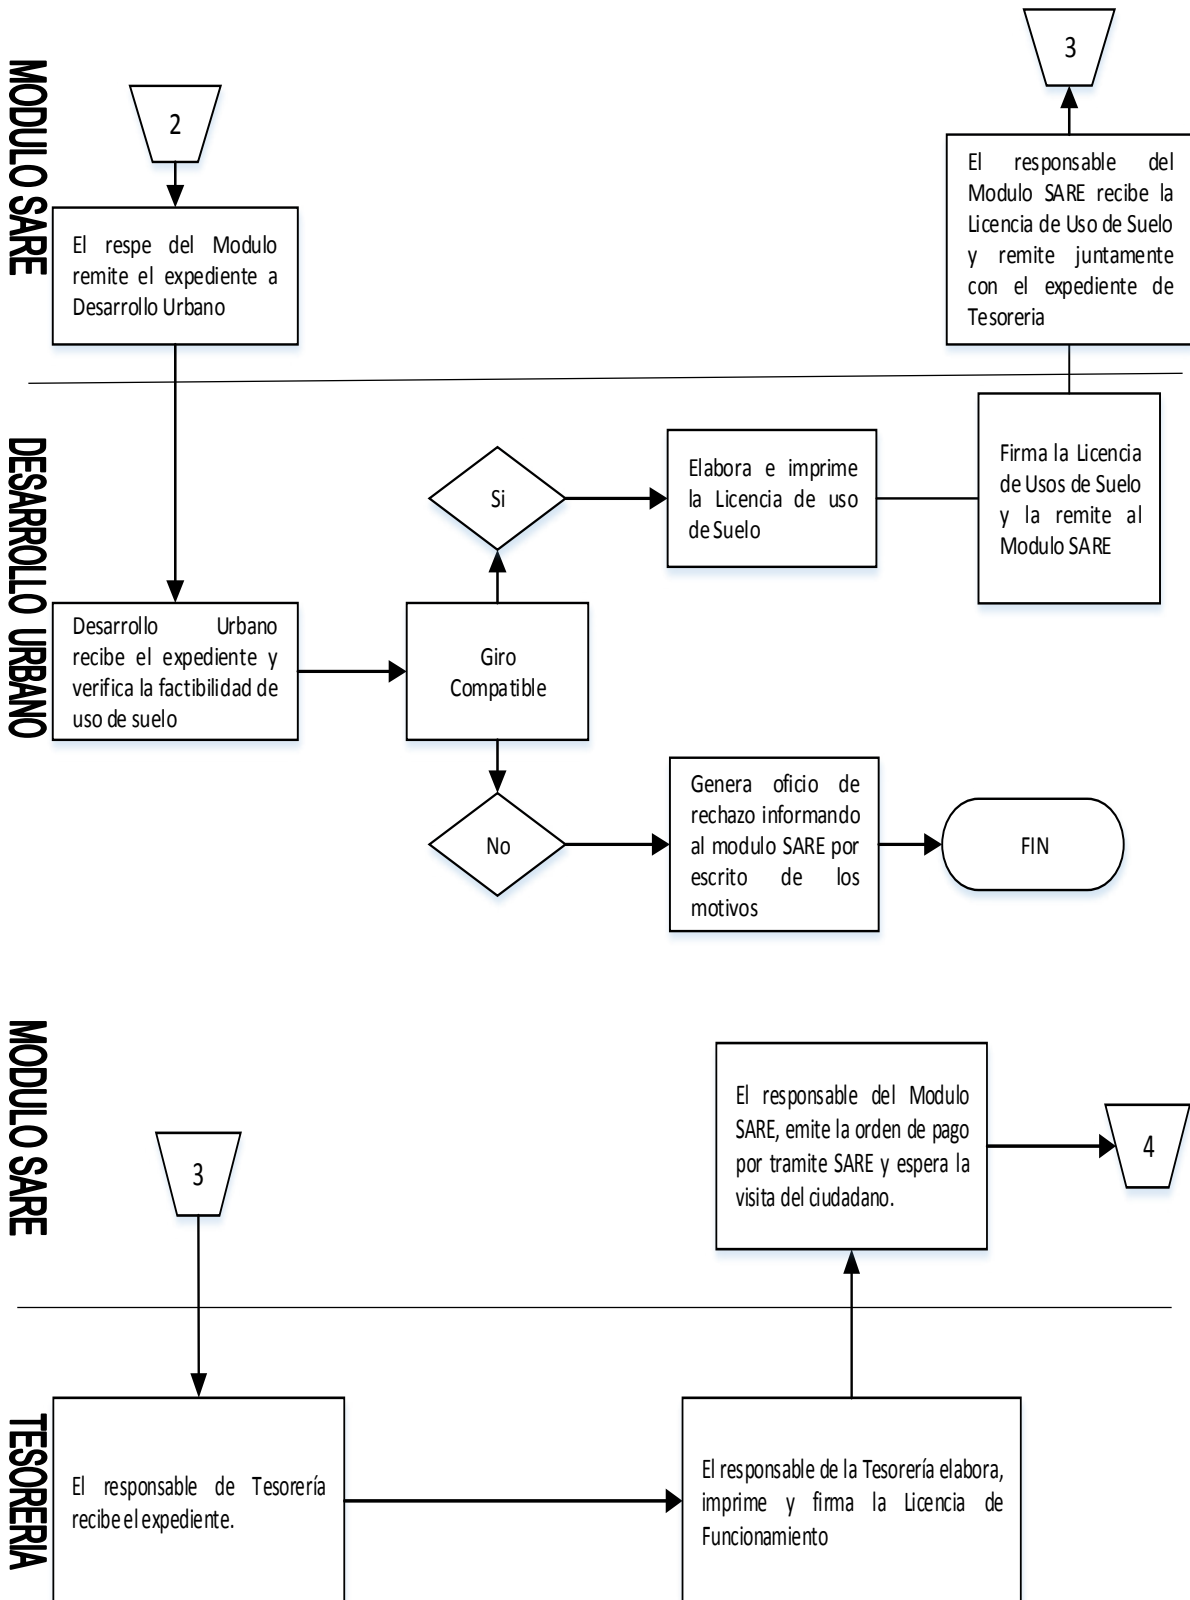 MODULO SARE
2
El respe del Modulo
remite el expediente a
Desarrollo Urbano
3
El responsable del
Modulo SARE recibe la
Licencia de Uso de Suelo
y remite juntamente
con el expediente de
Tesoreria
DESARROLLO URBANO
Desarrollo Urbano
recibe el expediente y
verifica la factibilidad de
uso de suelo
Giro
Compatible
Si
Elabora e imprime
la Licencia de uso
de Suelo
Firma la Licencia
de Usos de Suelo
y la remite al
Modulo SARE
No
Genera oficio de
rechazo informando
al modulo SARE por
escrito de los
motivos
FIN
MODULO SARE
3
El responsable del Modulo
SARE, emite la orden de pago
por tramite SARE y espera la
visita del ciudadano.
4
TESORERIA
El responsable de Tesorería
recibe el expediente.
El responsable de la Tesorería elabora,
imprime y firma la Licencia de
Funcionamiento